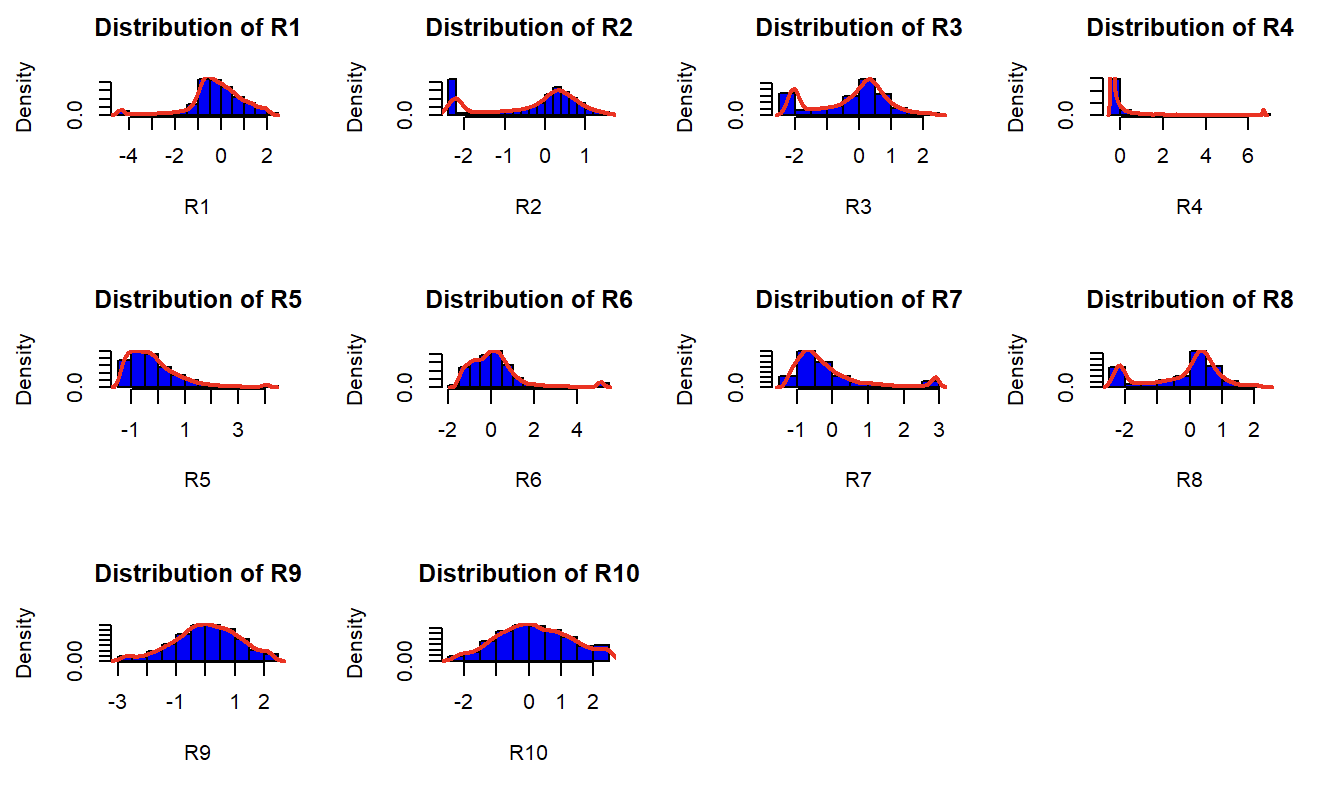 Distribution of R1
Density
0.0
-4 -2 0 2
R1
Distribution of R2
Density
0.0
-2 -1 0 1
R2
Distribution of R3
Density
0.0
-2 0 1 2
R3
Distribution of R4
Density
0.0
0 2 4 6
R4
Distribution of R5
Density
0.0
-1 1 3
R5
Distribution of R6
Density
0.0
-2 0 2 4
R6
Distribution of R7
Density
0.0
-1 0 1 2 3
R7
Distribution of R8
Density
0.0
-2 0 1 2
R8
Distribution of R9
Density
0.00
-3 -1 1 2
R9
Distribution of R10
Density
0.00
-2 0 1 2
R10